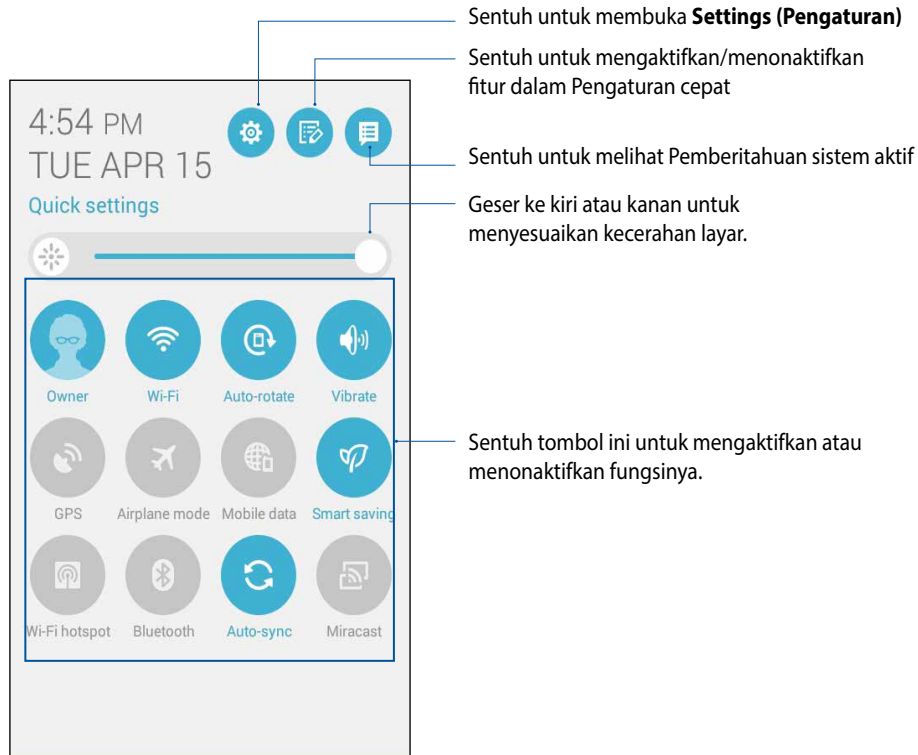 Sentuh untuk membuka Settings (Pengaturan)
Sentuh untuk mengaktifkan/menonaktifkan
fitur dalam Pengaturan cepat
4:54 PM
TUE APR 15
Sentuh untuk melihat Pemberitahuan sistem aktif
Quick settings
Geser ke kiri atau kanan untuk
menyesuaikan kecerahan layar.
Owner Wi-Fi Auto-rotate Vibrate
Sentuh tombol ini untuk mengaktifkan atau
menonaktifkan fungsinya.
GPS Airplane mode Mobile data Smart saving
Wi-Fi hotspot Bluetooth Auto-sync Miracast